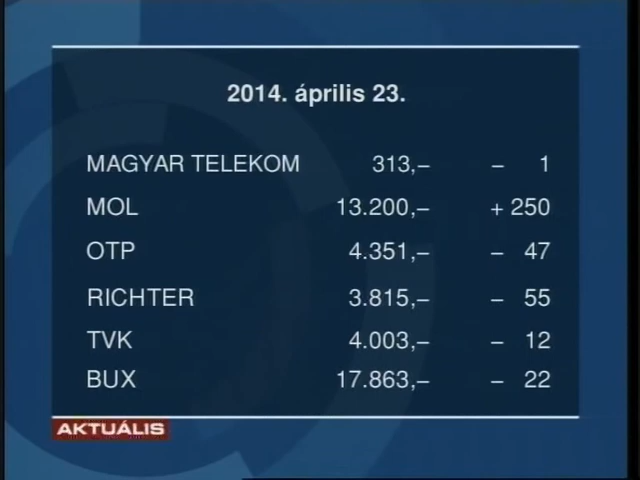 2014. április 23.
MAGYAR TELEKOM 313,– – 1
MOL 13.200,– + 250
OTP 4.351,– – 47
RICHTER 3.815,– – 55
TVK 4.003,– – 12
BUX 17.863,– – 22
AKTUÁLIS